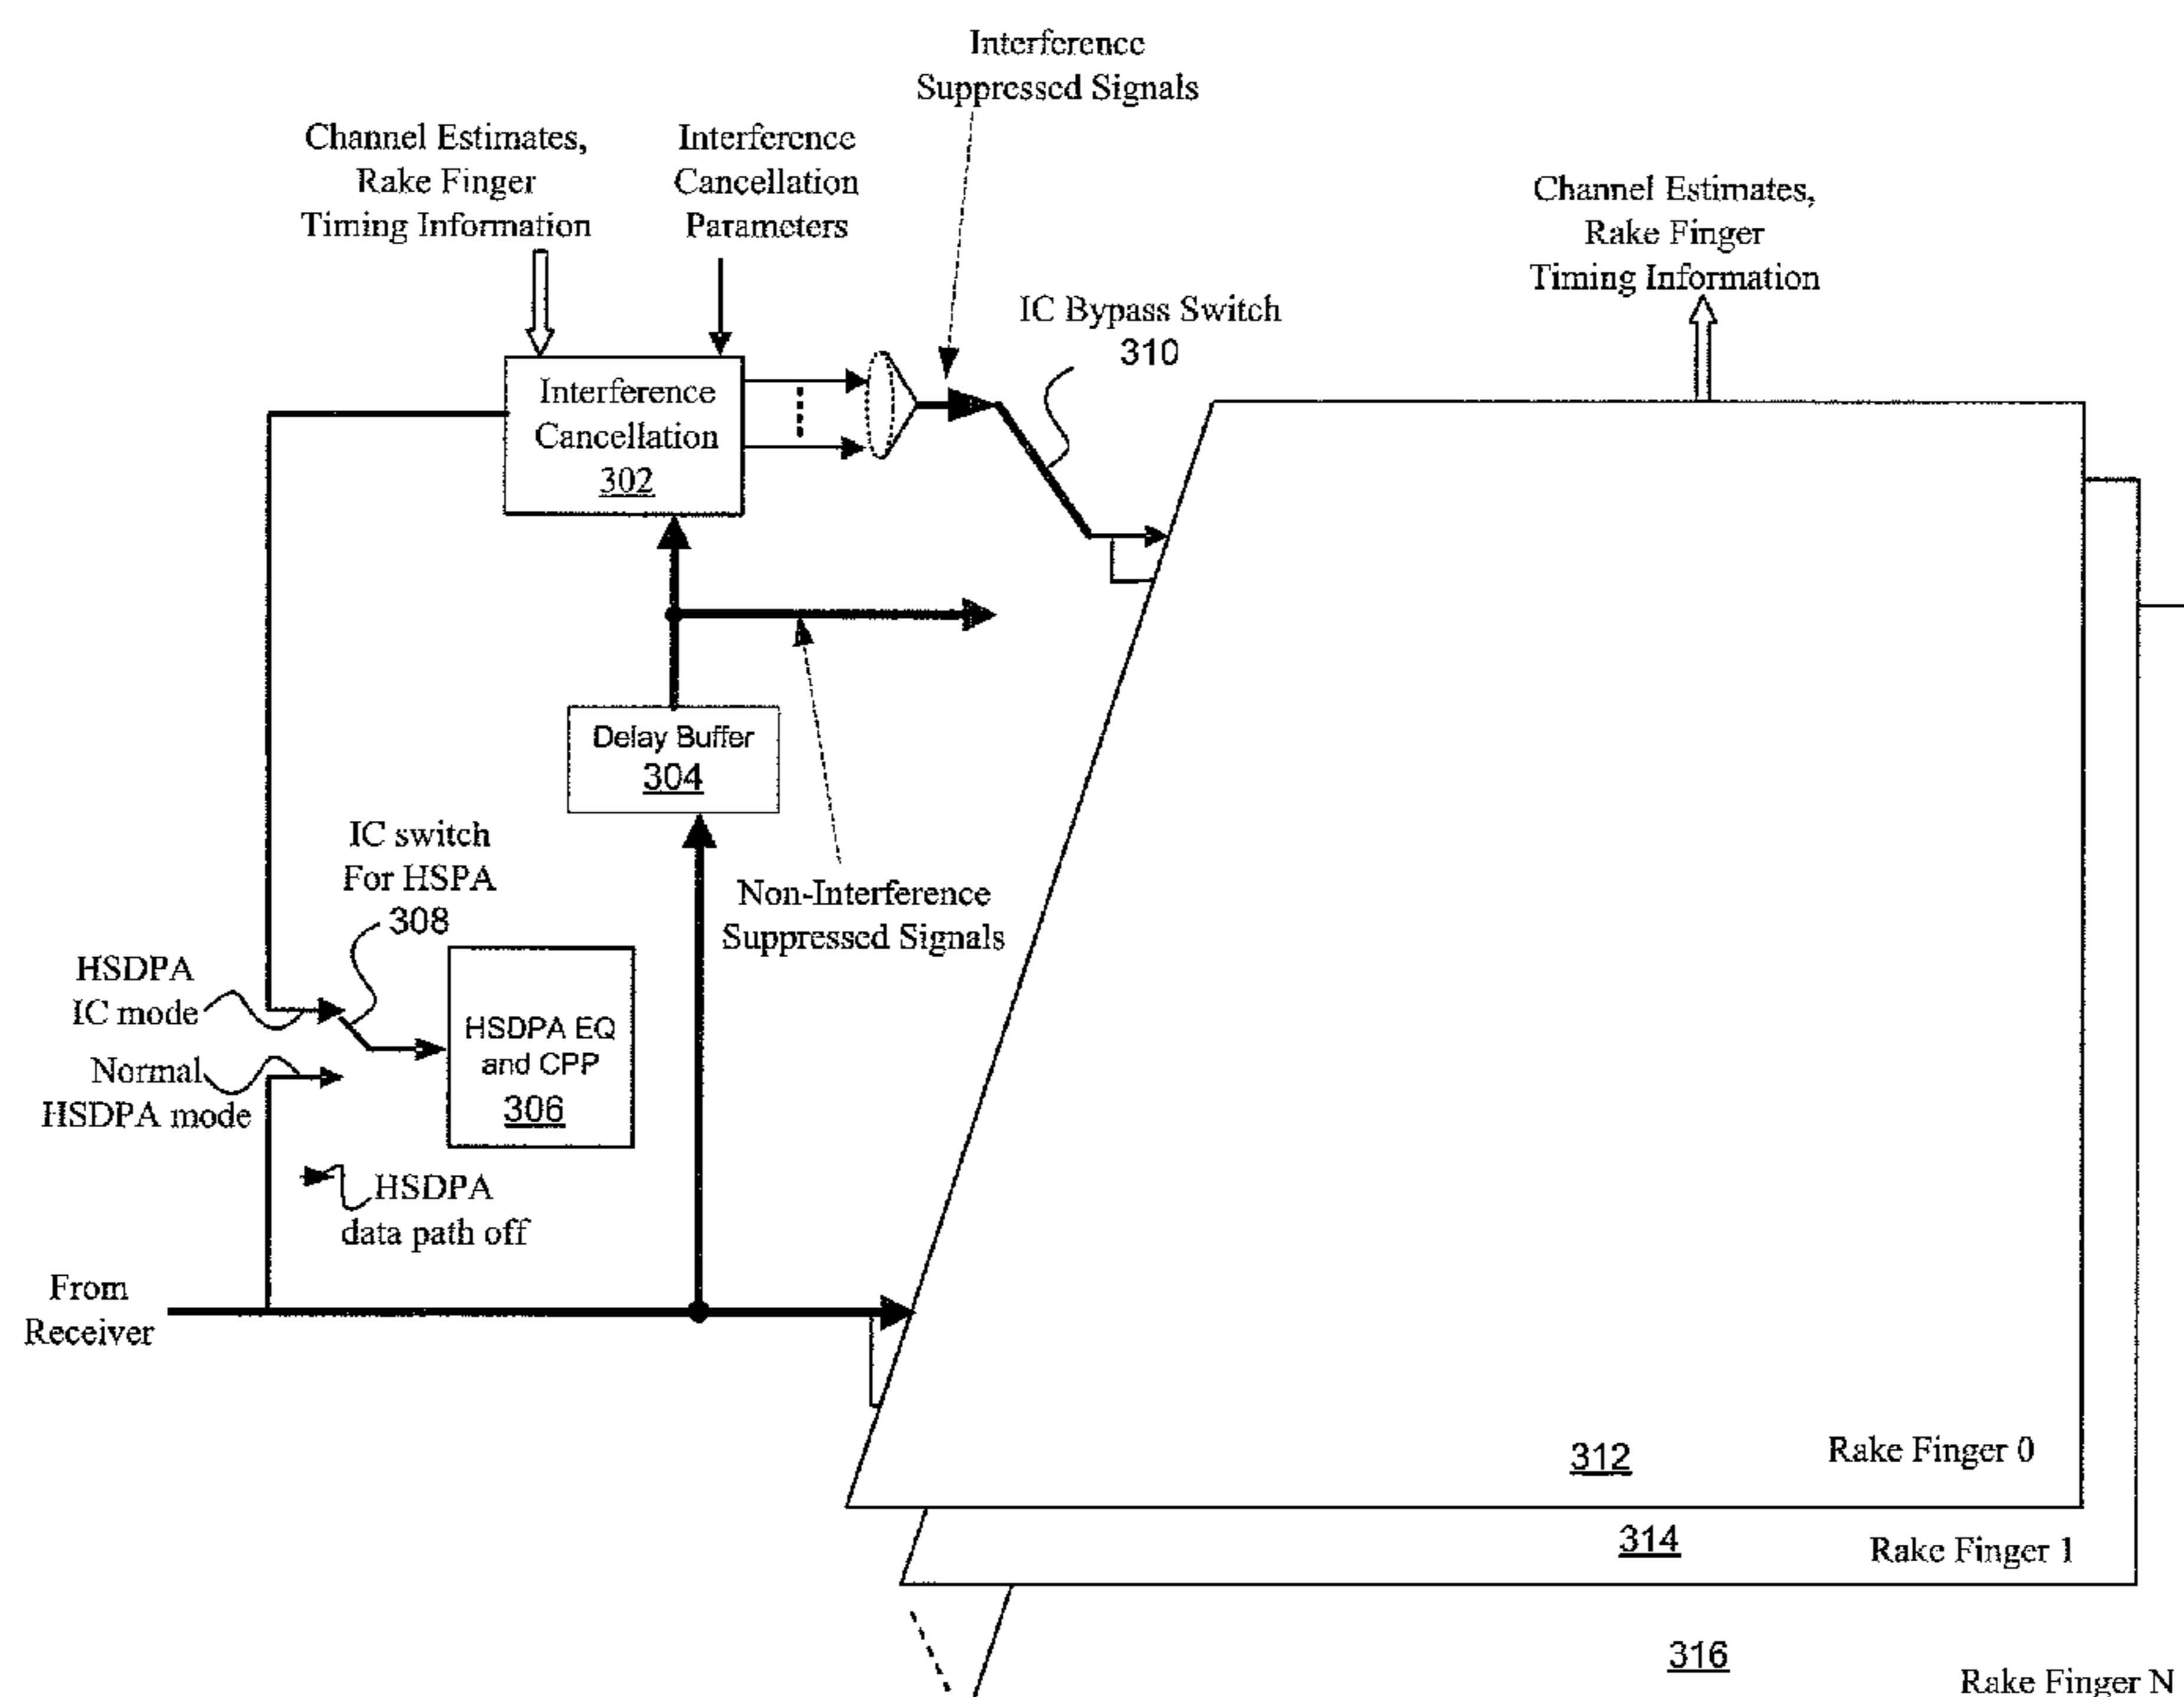 Interference
Suppressed Signals
Channel Estimates,
Rake Finger
Timing Information
Interference
Cancellation
Parameters
Channel Estimates,
Rake Finger
Timing Information
IC Bypass Switch
310
Interference
Cancellation
302
Delay Buffer
304
IC switch
For HSPA
308
Non-Interference
Suppressed Signals
HSDPA
IC mode
HSDPA EQ
and CPP
306
Normal
HSDPA mode
HSDPA
data path off
From
Receiver
312
Rake Finger 0
314
Rake Finger 1
316
Rake Finger N